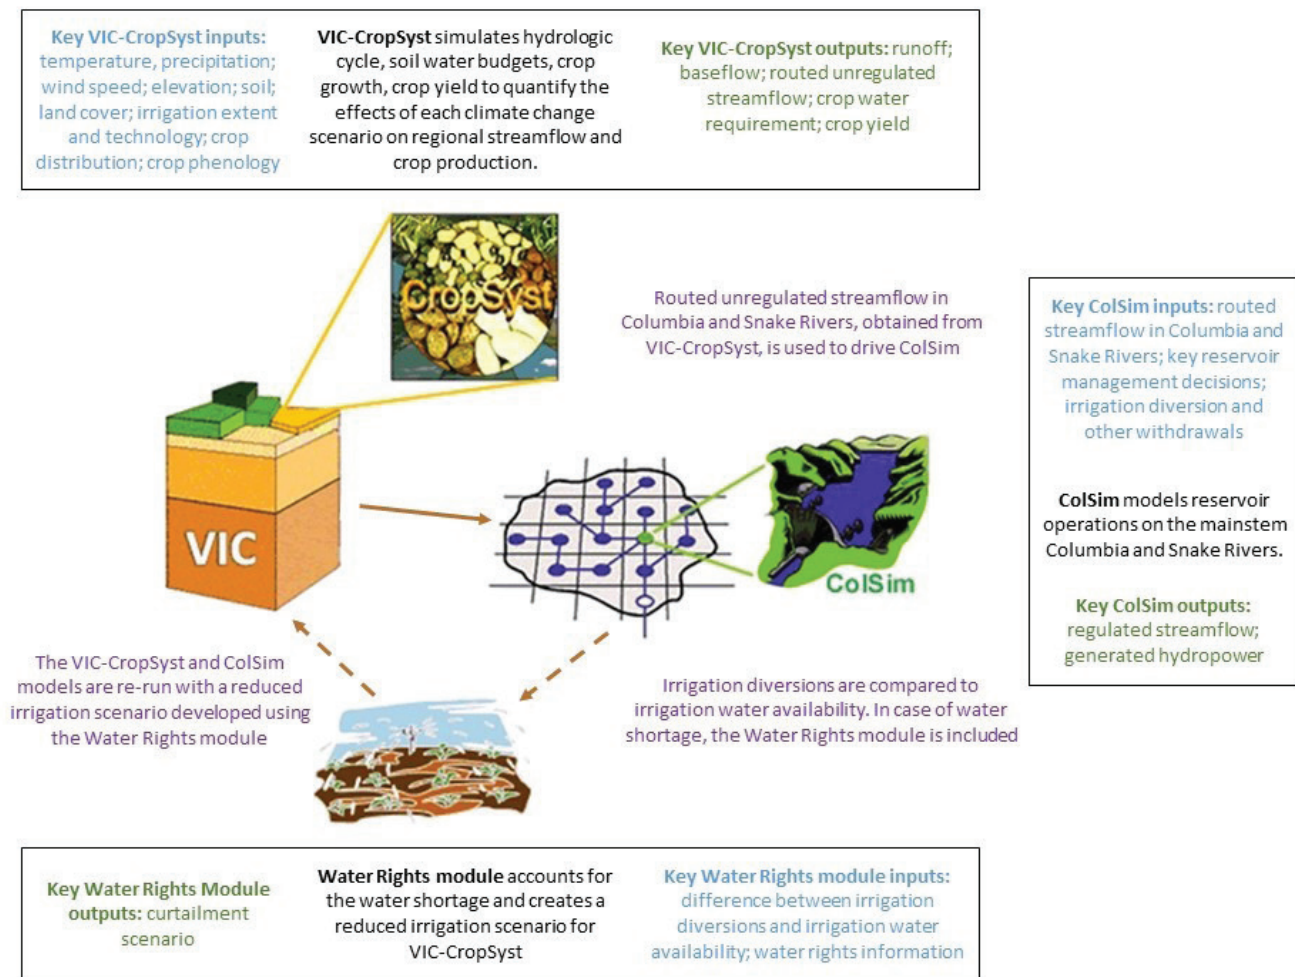 Key VIC-CropSyst inputs:
temperature, precipitation;
wind speed; elevation; soil;
land cover; irrigation extent
and technology; crop
distribution; crop phenology
VIC-CropSyst simulates hydrologic
cycle, soil water budgets, crop
growth, crop yield to quantify the
effects of each climate change
scenario on regional streamflow and
crop production.
Key VIC-CropSyst outputs: runoff;
baseflow; routed unregulated
streamflow; crop water
requirement; crop yield
CropSyst
Routed unregulated streamflow in
Columbia and Snake Rivers, obtained from
VIC-CropSyst, is used to drive ColSim
Key ColSim inputs: routed
streamflow in Columbia and
Snake Rivers; key reservoir
management decisions;
irrigation diversion and
other withdrawals
ColSim models reservoir
operations on the mainstem
Columbia and Snake Rivers.
Key ColSim outputs:
regulated streamflow;
generated hydropower
VIC
ColSim
The VIC-CropSyst and ColSim
models are re-run with a reduced
irrigation scenario developed using
the Water Rights module
Irrigation diversions are compared to
irrigation water availability. In case of water
shortage, the Water Rights module is included
Key Water Rights Module
outputs: curtailment
scenario
Water Rights module accounts for
the water shortage and creates a
reduced irrigation scenario for
VIC-CropSyst
Key Water Rights module inputs:
difference between irrigation
diversions and irrigation water
availability; water rights information